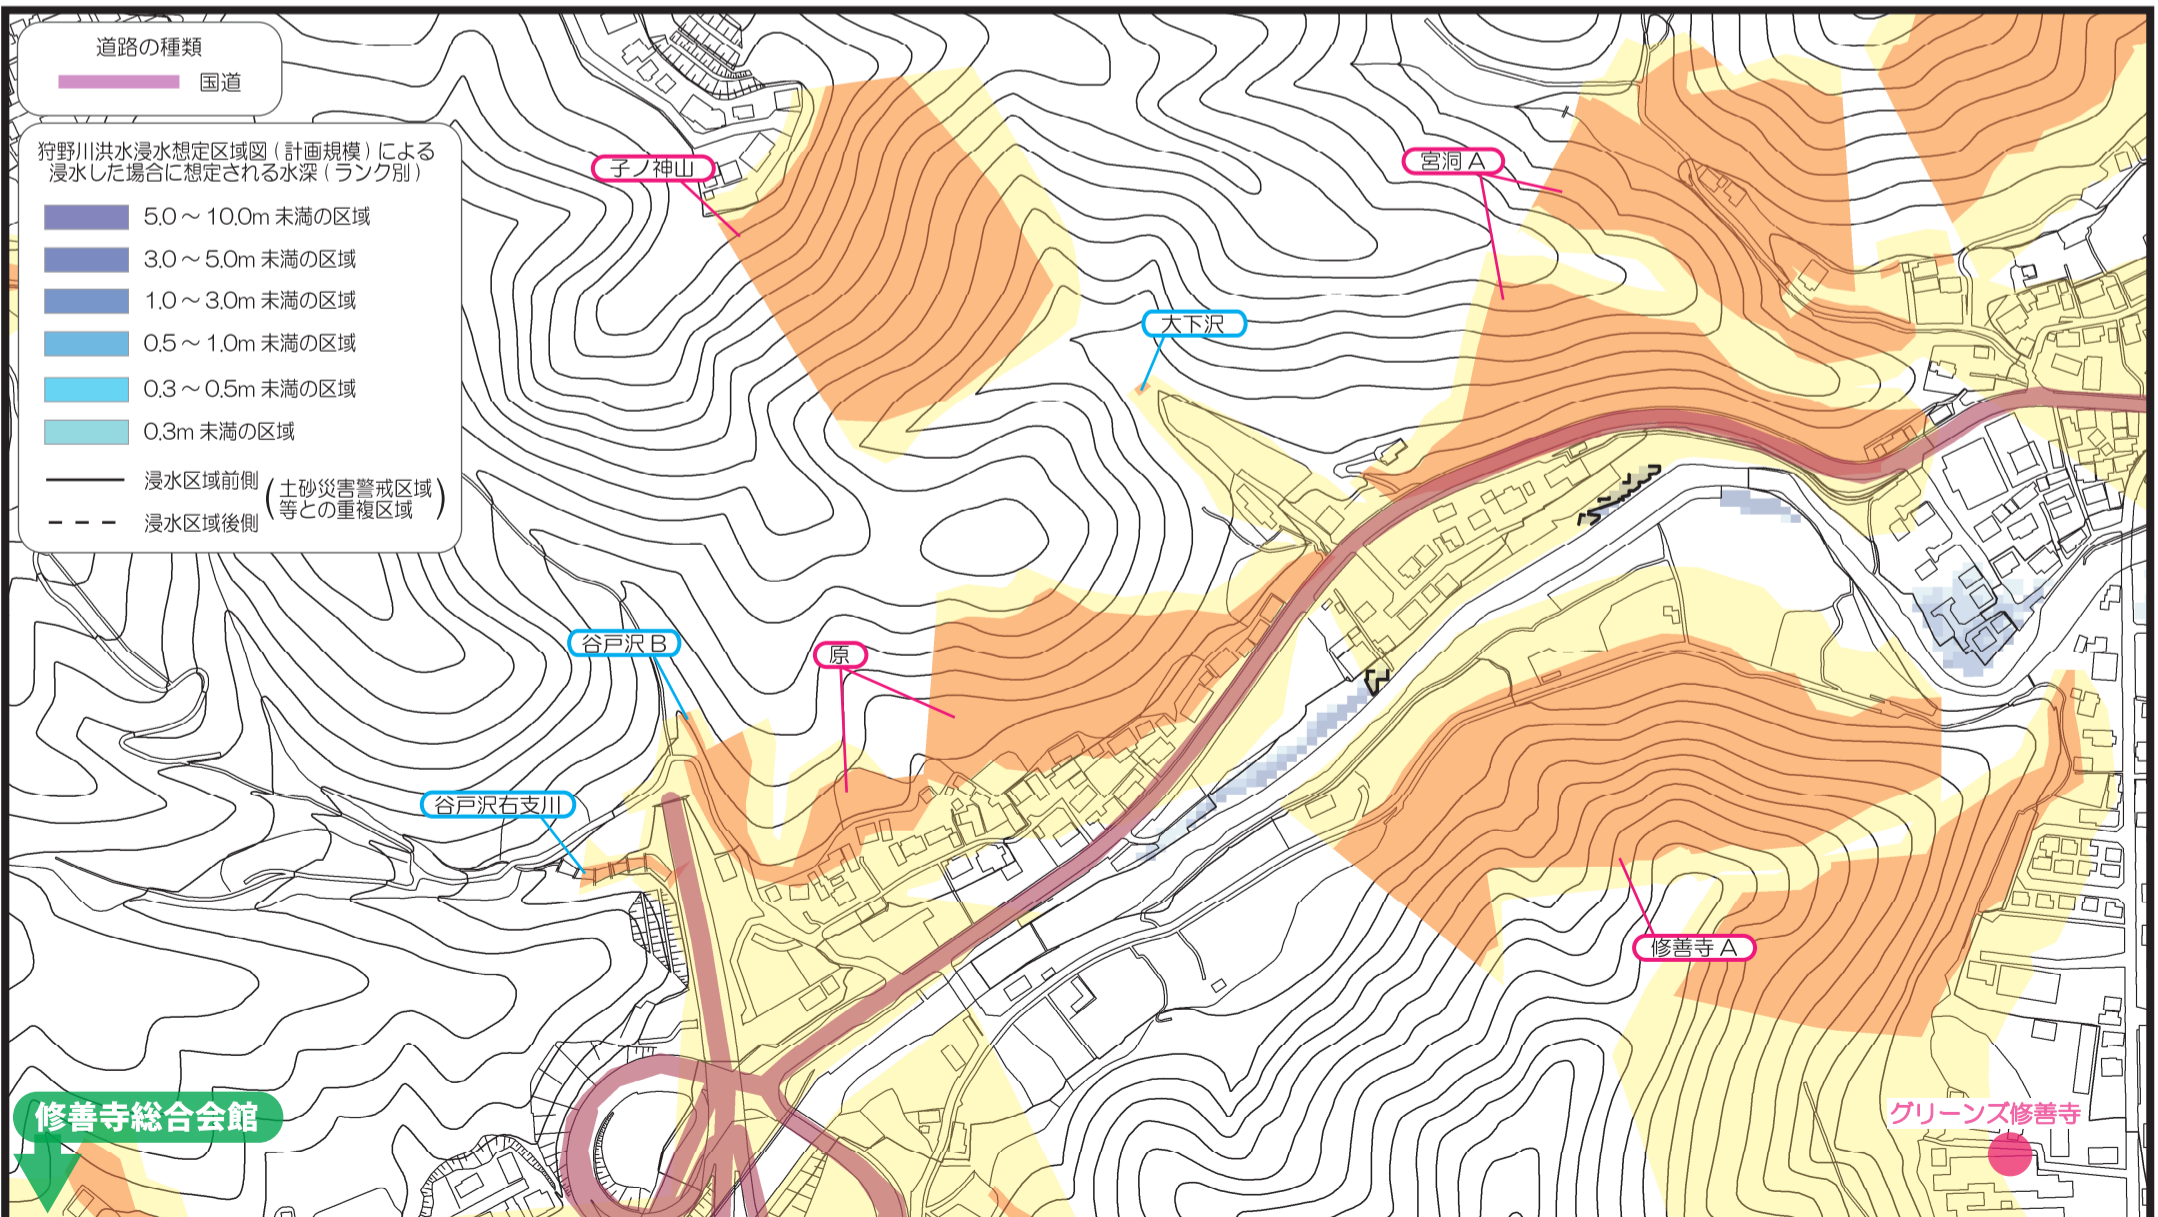 道路の種類
国道
狩野川洪水浸水想定区域図(計画規模)による
浸水した場合に想定される水深(ランク別)
5.0～10.0m 未満の区域
3.0～5.0m 未満の区域
1.0～3.0m 未満の区域
0.5～1.0m 未満の区域
0.3～0.5m 未満の区域
0.3m 未満の区域
浸水区域前側
浸水区域後側
(土砂災害警戒区域
等との重複区域)
子ノ神山
宮洞 A
大下沢
谷戸沢 B
原
谷戸沢右支川
修善寺 A
修善寺総合会館
グリーンズ修善寺